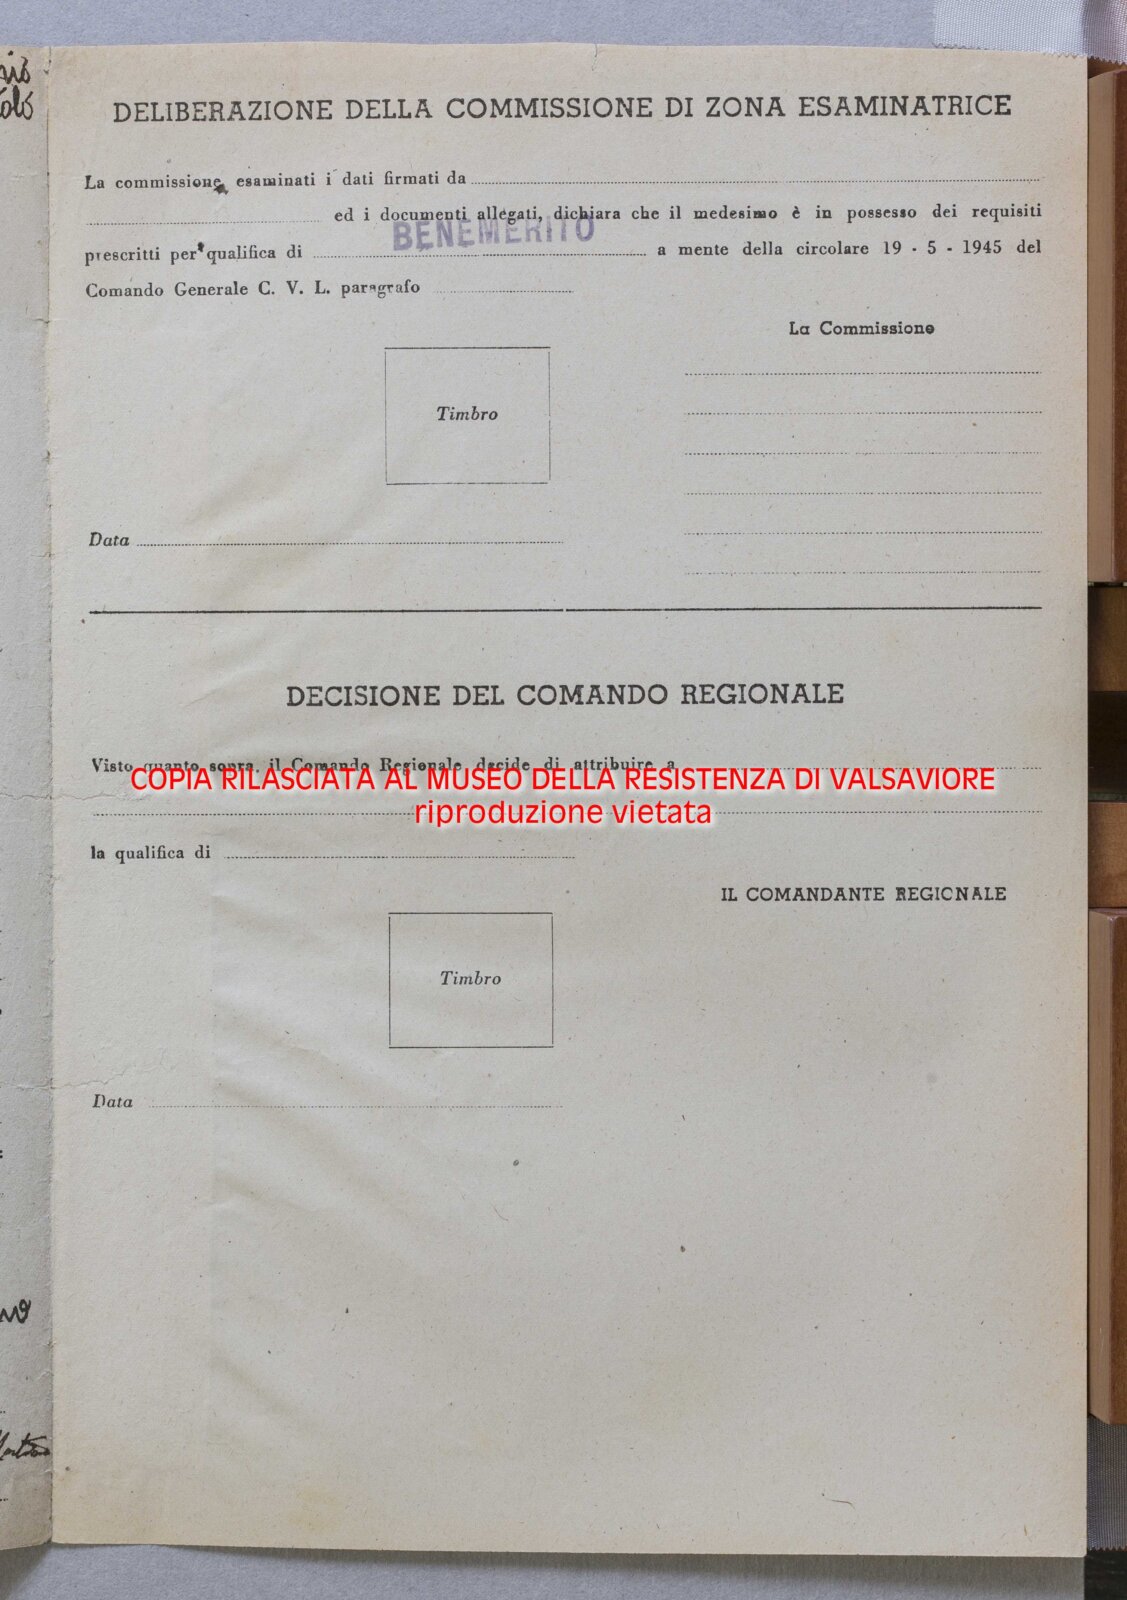 DELIBERAZIONE DELLA COMMISSIONE DI ZONA ESAMINATRICE
La commissione, esaminati i dati firmati da
ed i documenti allegati, dichiara che il medesimo è in possesso dei requisiti
BENEMERITO
prescritti per qualifica di a mente della circolare 19 - 5 - 1945 del
Comando Generale C. V. L. paragrafo
La Commissione
Timbro
Data
DECISIONE DEL COMANDO REGIONALE
Visto quanto sopra, il Comando Regionale decide di attribuire a
COPIA RILASCIATA AL MUSEO DELLA RESISTENZA DI VALSAVIORE
riproduzione vietata
la qualifica di
IL COMANDANTE REGIONALE
Timbro
Data